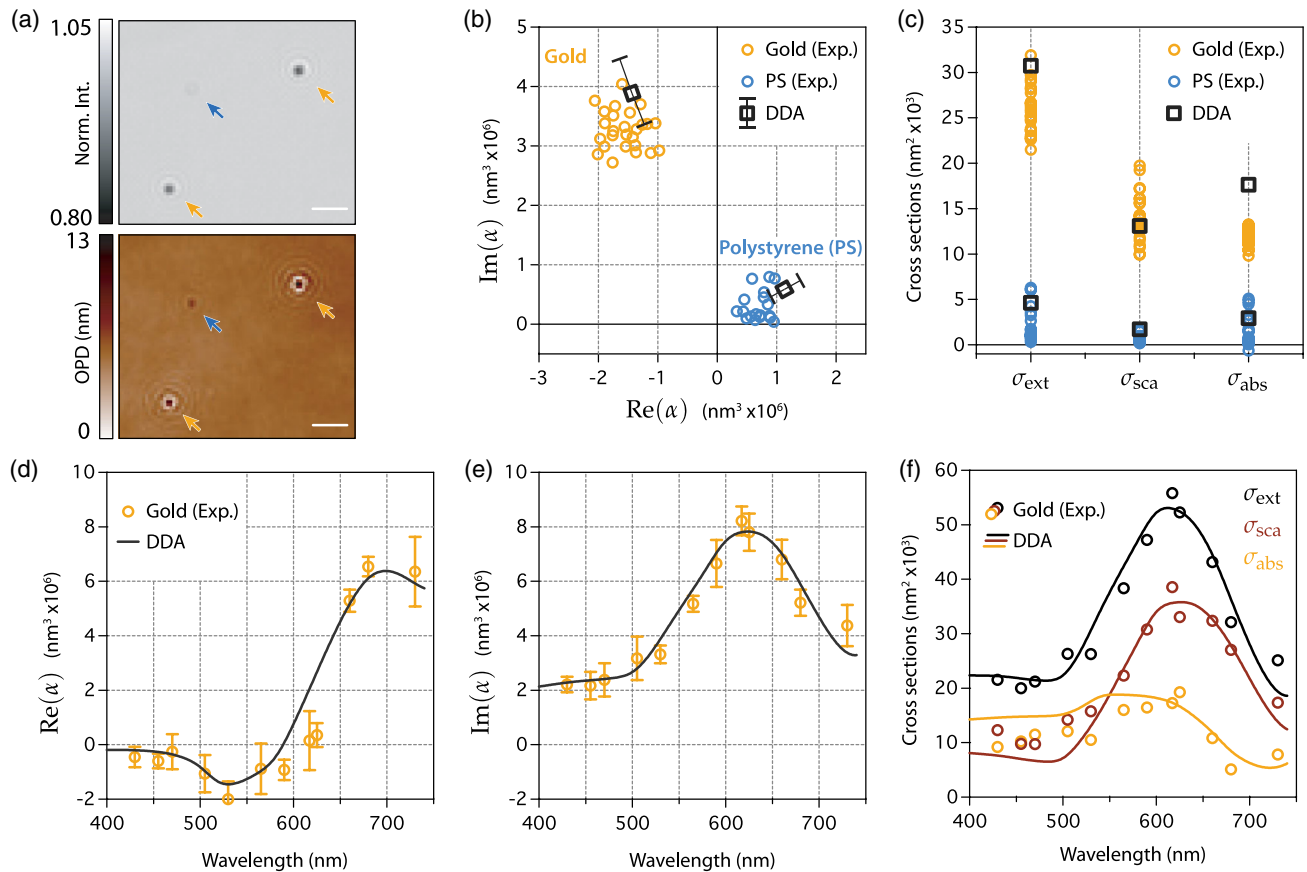 (a)
1.05
Norm. Int.
0.80
13
OPD (nm)
0
(b)
5
4
3
2
1
0
Im(α) (nm³ x10⁶)
Gold
Gold (Exp.)
PS (Exp.)
DDA
Polystyrene (PS)
-3 -2 -1 0 1 2
Re(α) (nm³ x10⁶)
(c)
35
30
25
20
15
10
5
0
Cross sections (nm² x10³)
Gold (Exp.)
PS (Exp.)
DDA
σext σsca σabs
(d)
10
8
6
4
2
-0
-2
Re(α) (nm³ x10⁶)
Gold (Exp.)
DDA
400 500 600 700
Wavelength (nm)
(e)
10
8
6
4
2
0
-2
Im(α) (nm³ x10⁶)
Gold (Exp.)
DDA
400 500 600 700
Wavelength (nm)
(f)
60
50
40
30
20
10
0
Cross sections (nm² x10³)
Gold (Exp.)
DDA
σext
σsca
σabs
400 500 600 700
Wavelength (nm)